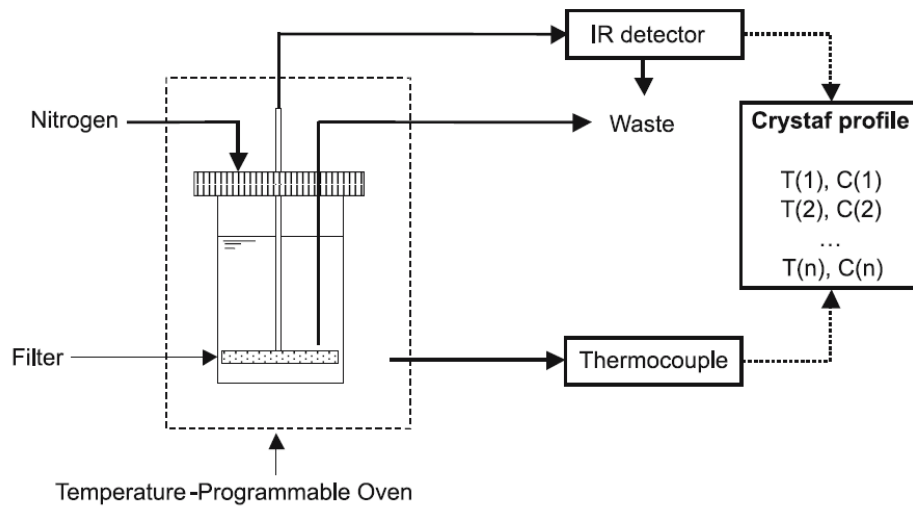 IR detector
Nitrogen
Waste
Crystaf profile
T(1), C(1)
T(2), C(2)
...
T(n), C(n)
Filter
Thermocouple
Temperature-Programmable Oven